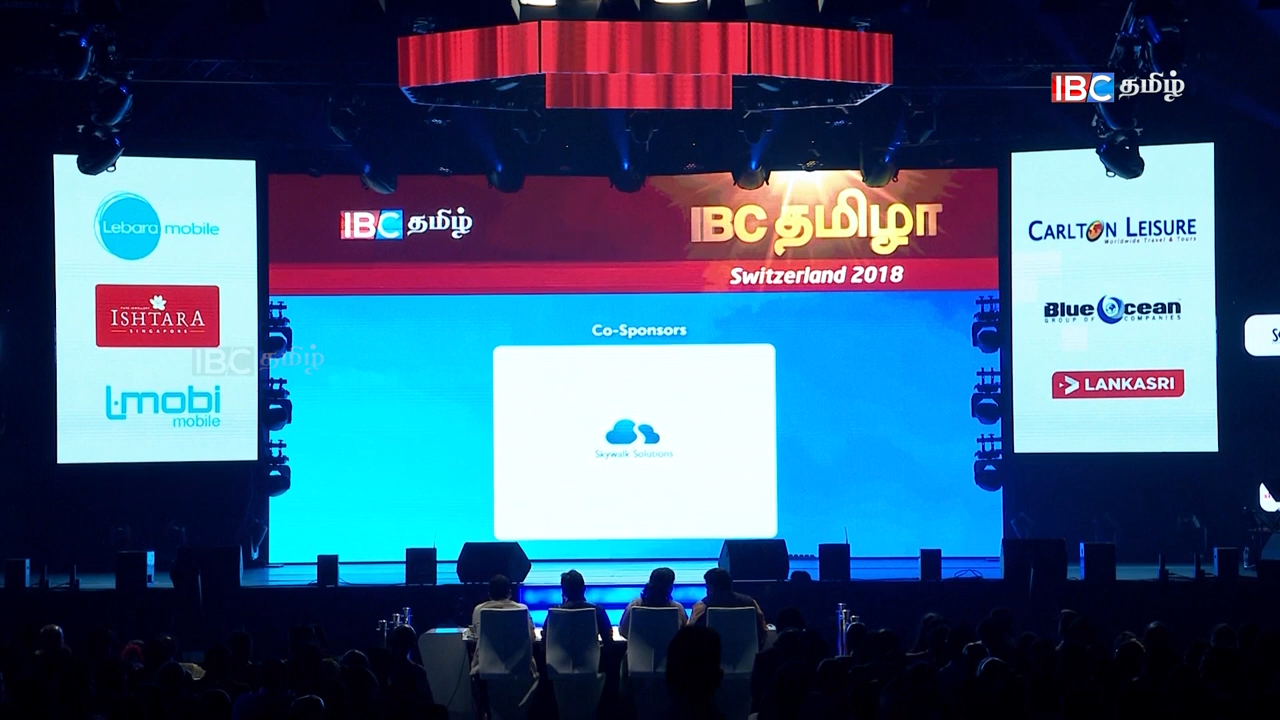 IBC தமிழ்
Lebara mobile
ISHTARA
SINGAPORE
L·mobi
mobile
IBC தமிழ்
IBC தமிழ்
IBC தமிழா
Switzerland 2018
Co-Sponsors
Skywalk Solutions
CARLTON LEISURE
Worldwide Travel & Tours
Blue Ocean
GROUP OF COMPANIES
LANKASRI